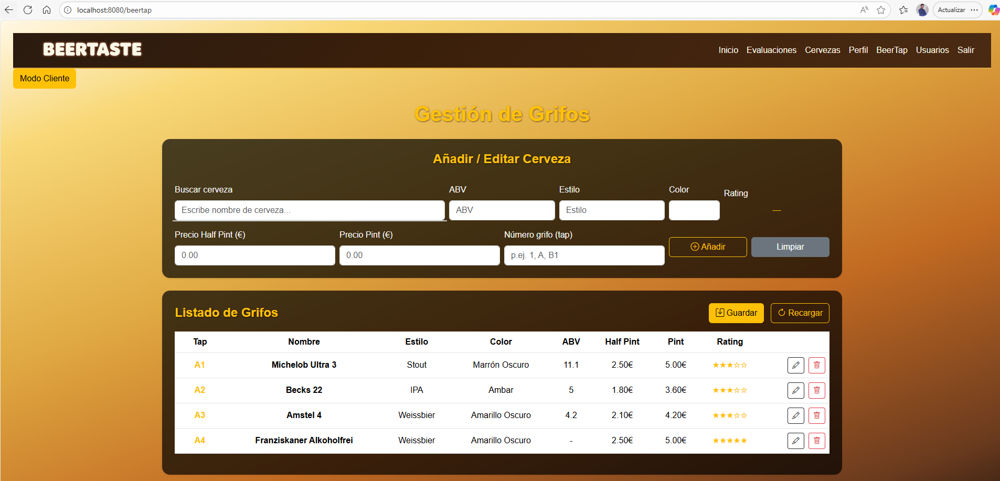 localhost:8080/beertap
Actualizar
BEERTASTE
Inicio Evaluaciones Cervezas Perfil BeerTap Usuarios Salir
Modo Cliente
Gestión de Grifos
Añadir / Editar Cerveza
Buscar cerveza ABV Estilo Color Rating
Escribe nombre de cerveza... ABV Estilo —
Precio Half Pint (€) Precio Pint (€) Número grifo (tap)
0.00 0.00 p.ej. 1, A, B1 Añadir Limpiar
Listado de Grifos Guardar Recargar
Tap Nombre Estilo Color ABV Half Pint Pint Rating
A1 Michelob Ultra 3 Stout Marrón Oscuro 11.1 2.50€ 5.00€ ★★★☆☆
A2 Becks 22 IPA Ambar 5 1.80€ 3.60€ ★★★☆☆
A3 Amstel 4 Weissbier Amarillo Oscuro 4.2 2.10€ 4.20€ ★★★☆☆
A4 Franziskaner Alkoholfrei Weissbier Amarillo Oscuro - 2.50€ 5.00€ ★★★★★